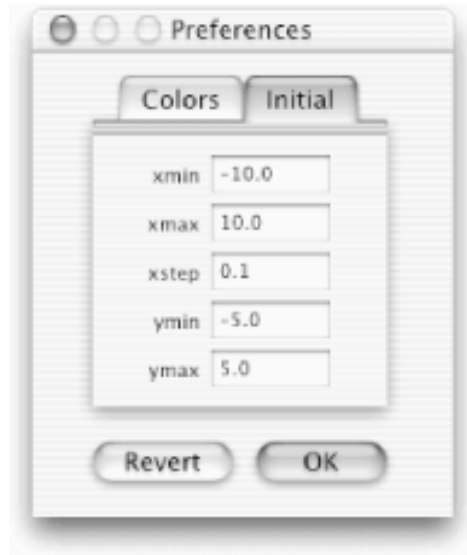 Preferences
Colors Initial
xmin -10.0
xmax 10.0
xstep 0.1
ymin -5.0
ymax 5.0
Revert OK